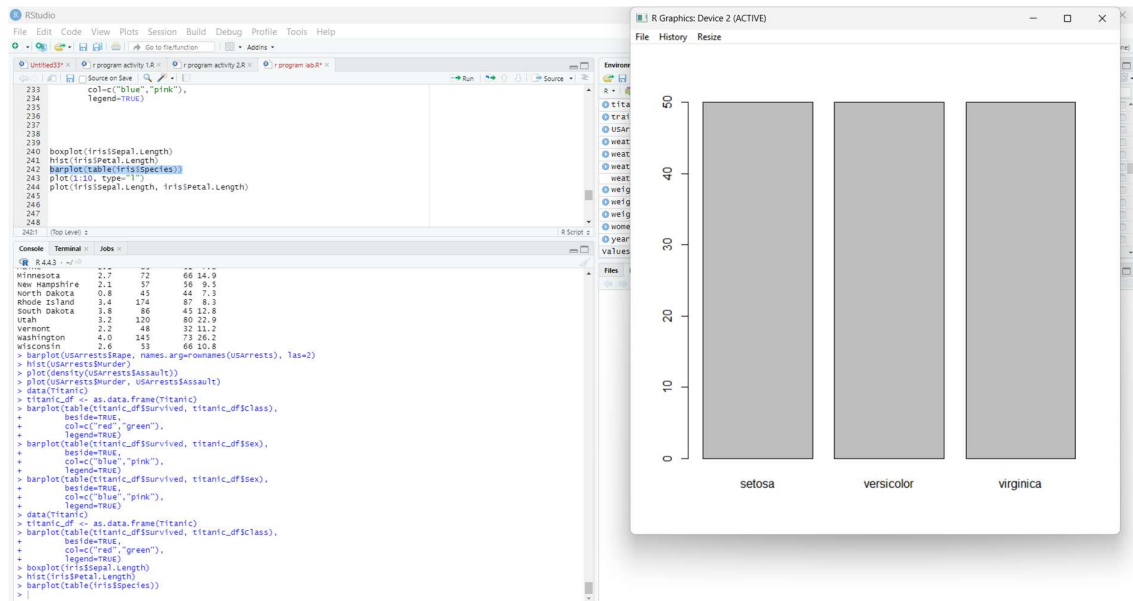 RStudio
File Edit Code View Plots Session Build Debug Profile Tools Help
Go to file/function Addins
Untitled33* r program activity 1.R r program activity 2.R r program lab.R*
Source on Save Run Source
233 col=c("blue","pink"),
234 legend=TRUE)
235
236
237
238
239
240 boxplot(iris$Sepal.Length)
241 hist(iris$Petal.Length)
242 barplot(table(iris$Species))
243 plot(1:10, type="l")
244 plot(iris$Sepal.Length, iris$Petal.Length)
245
246
247
248
242:1 (Top Level) R Script
Console Terminal Jobs
R 4.4.3 · ~/
Minnesota 2.7 72 66 14.9
New Hampshire 2.1 57 56 9.5
North Dakota 0.8 45 44 7.3
Rhode Island 3.4 174 87 8.3
South Dakota 3.8 86 45 12.8
Utah 3.2 120 80 22.9
Vermont 2.2 48 32 11.2
Washington 4.0 145 73 26.2
Wisconsin 2.6 53 66 10.8
> barplot(USArrests$Rape, names.arg=rownames(USArrests), las=2)
> hist(USArrests$Murder)
> plot(density(USArrests$Assault))
> plot(USArrests$Murder, USArrests$Assault)
> data(Titanic)
> titanic_df <- as.data.frame(Titanic)
> barplot(table(titanic_df$Survived, titanic_df$Class),
+ beside=TRUE,
+ col=c("red","green"),
+ legend=TRUE)
> barplot(table(titanic_df$Survived, titanic_df$Sex),
+ beside=TRUE,
+ col=c("blue","pink"),
+ legend=TRUE)
> barplot(table(titanic_df$Survived, titanic_df$Sex),
+ beside=TRUE,
+ col=c("blue","pink"),
+ legend=TRUE)
> data(Titanic)
> titanic_df <- as.data.frame(Titanic)
> barplot(table(titanic_df$Survived, titanic_df$Class),
+ beside=TRUE,
+ col=c("red","green"),
+ legend=TRUE)
> boxplot(iris$Sepal.Length)
> hist(iris$Petal.Length)
> barplot(table(iris$Species))
>
Environ
R
tita
trai
USAr
weat
weat
weat
weat
weig
weig
weig
wome
year
Values
Files
R Graphics: Device 2 (ACTIVE)
File History Resize
50
40
30
20
10
0
setosa versicolor virginica